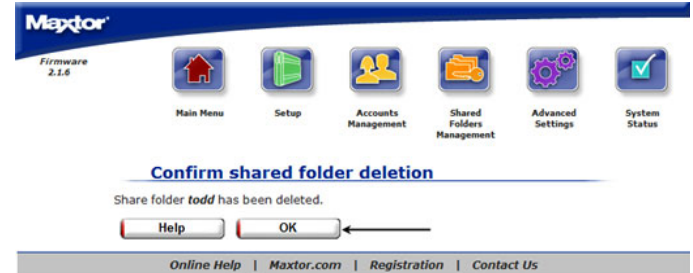 Maxtor
Firmware
2.1.6
Main Menu
Setup
Accounts
Management
Shared
Folders
Management
Advanced
Settings
System
Status
Confirm shared folder deletion
Share folder todd has been deleted.
Help
OK
Online Help | Maxtor.com | Registration | Contact Us